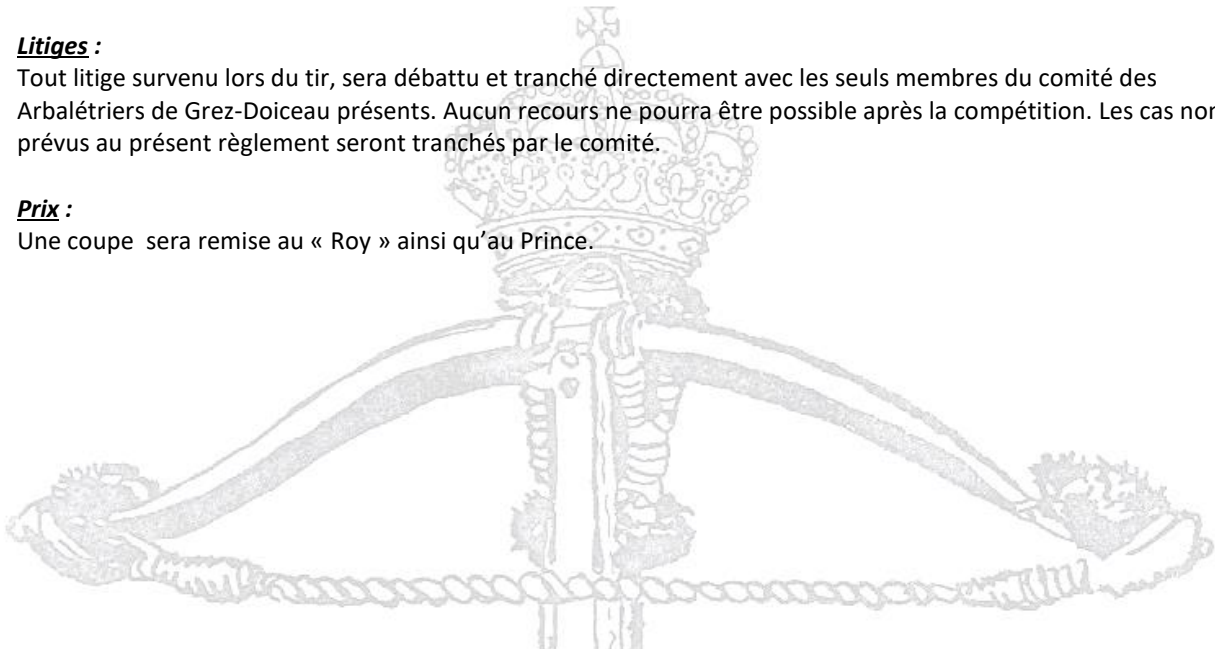 Litiges :
Tout litige survenu lors du tir, sera débattu et tranché directement avec les seuls membres du comité des
Arbalétriers de Grez-Doiceau présents. Aucun recours ne pourra être possible après la compétition. Les cas non
prévus au présent règlement seront tranchés par le comité.
Prix :
Une coupe  sera remise au « Roy » ainsi qu’au Prince.